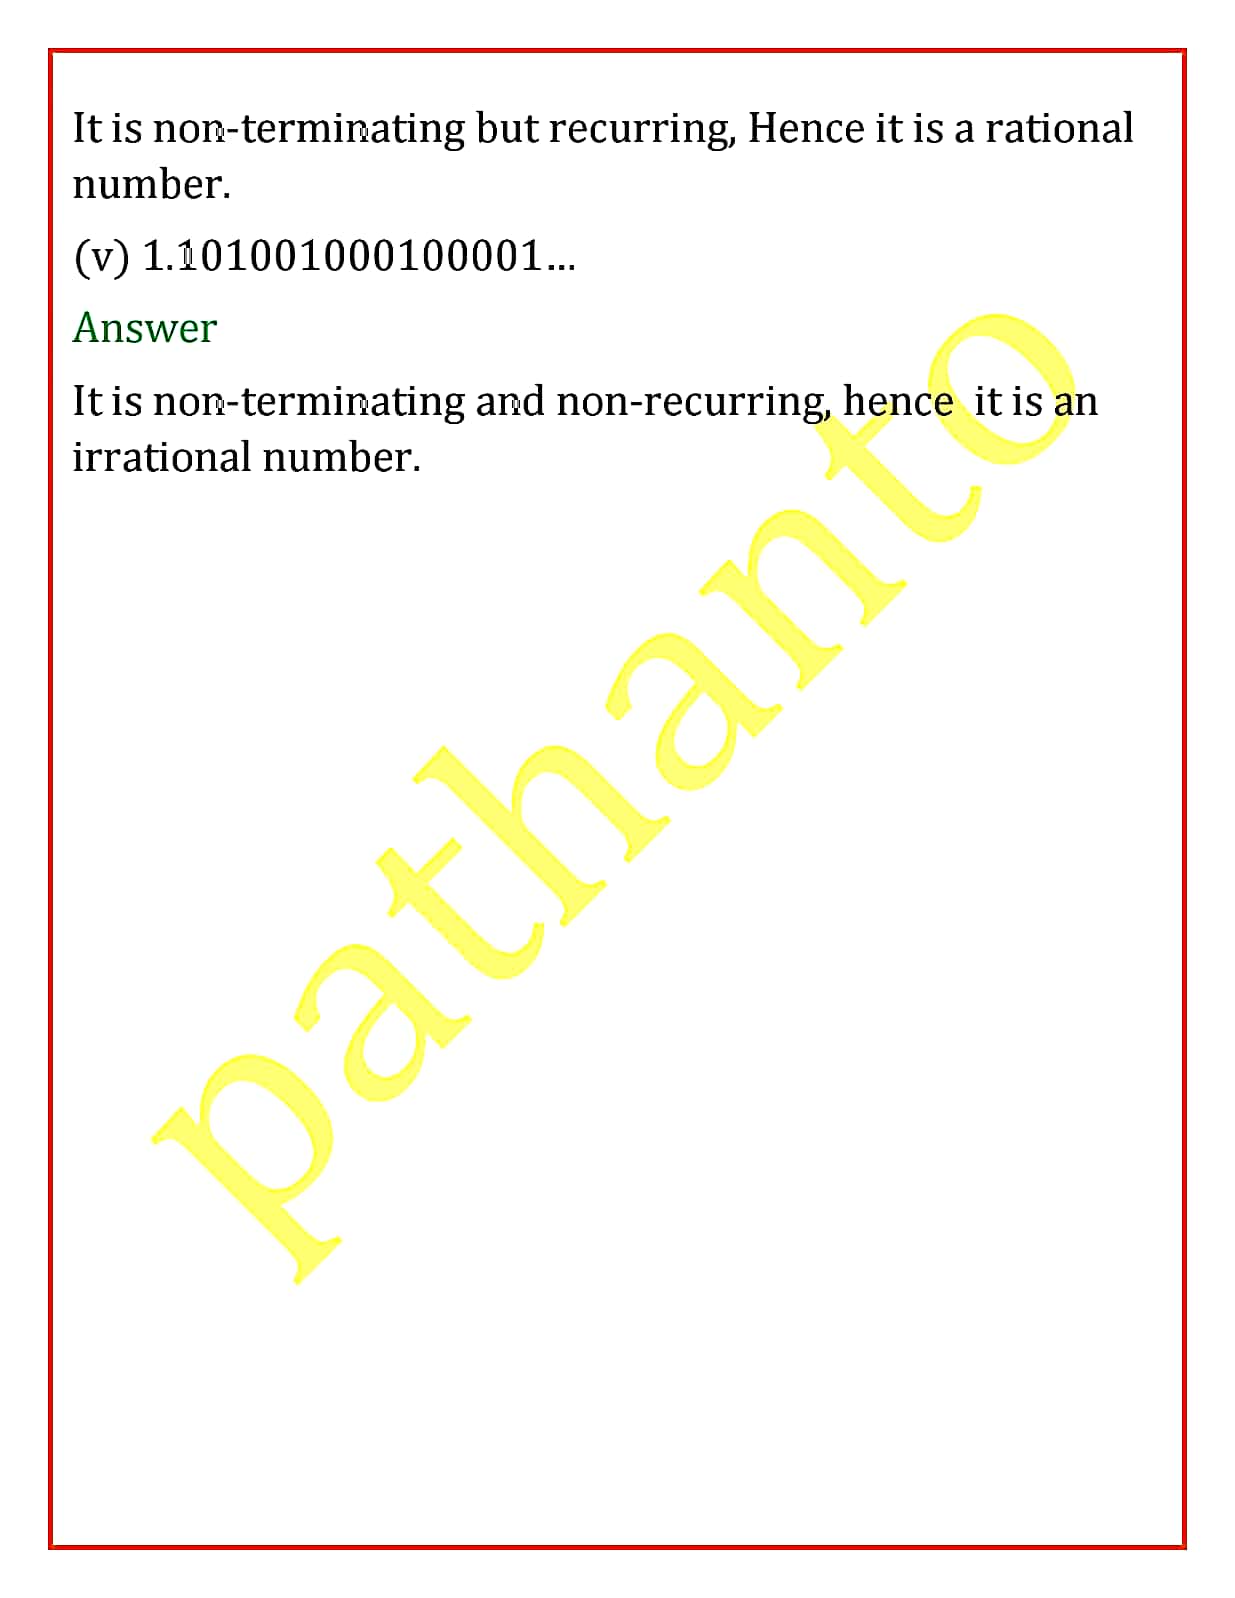 It is non-terminating but recurring, Hence it is a rational
number.
(v) 1.101001000100001...
Answer
It is non-terminating and non-recurring, hence  it is an
irrational number.
pathanto